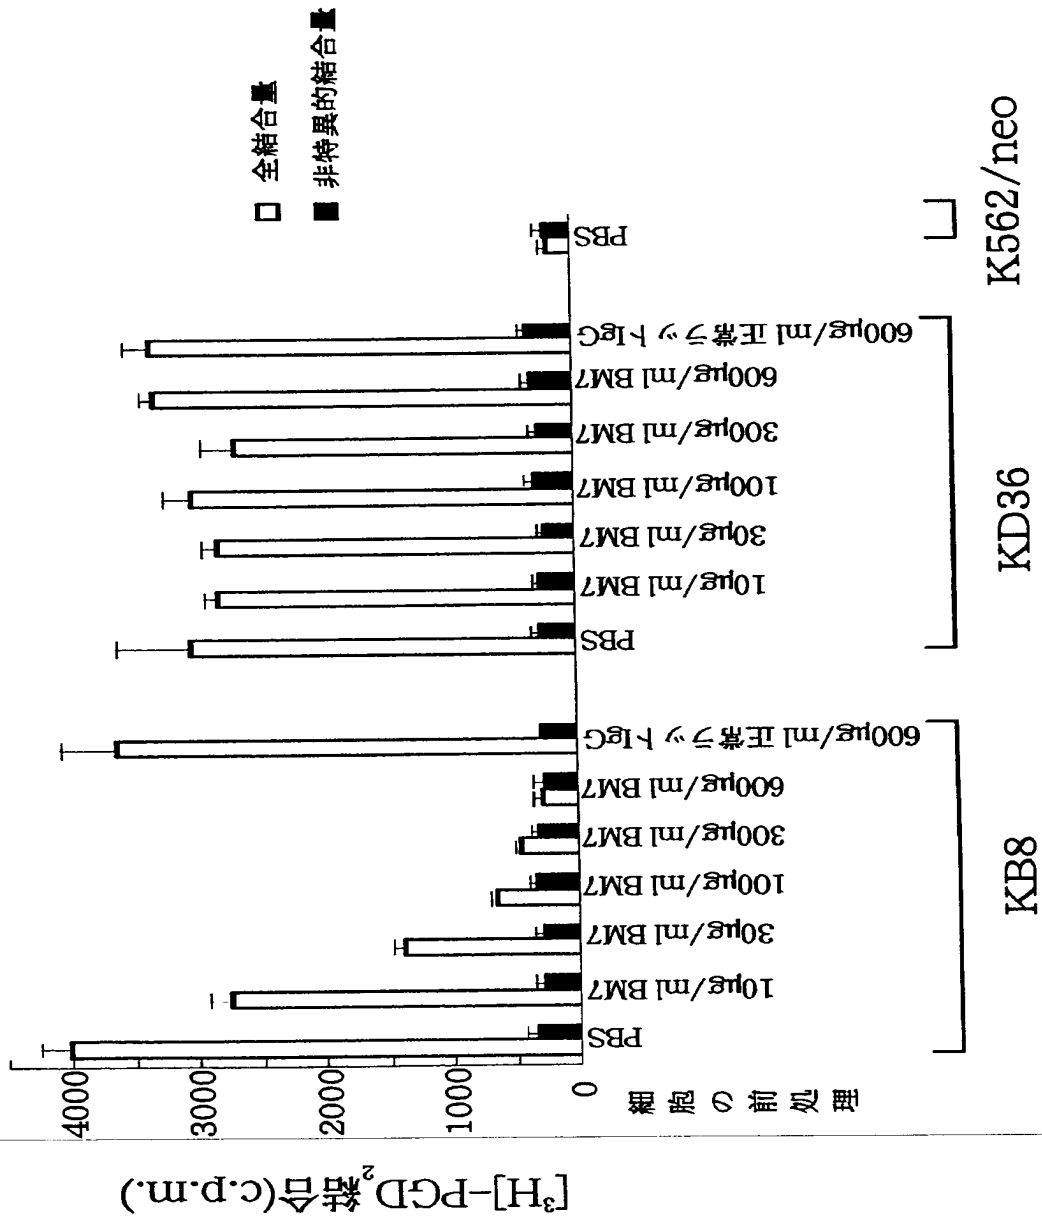 [³H]-PGD₂結合(c.p.m.)
4000
3000
2000
1000
0
□ 全結合量
■ 非特異的結合量
細胞の前処理
PBS
10μg/ml BM7
30μg/ml BM7
100μg/ml BM7
300μg/ml BM7
600μg/ml BM7
600μg/ml 正常ラットIgG
PBS
10μg/ml BM7
30μg/ml BM7
100μg/ml BM7
300μg/ml BM7
600μg/ml BM7
600μg/ml 正常ラットIgG
PBS
KB8
KD36
K562/neo